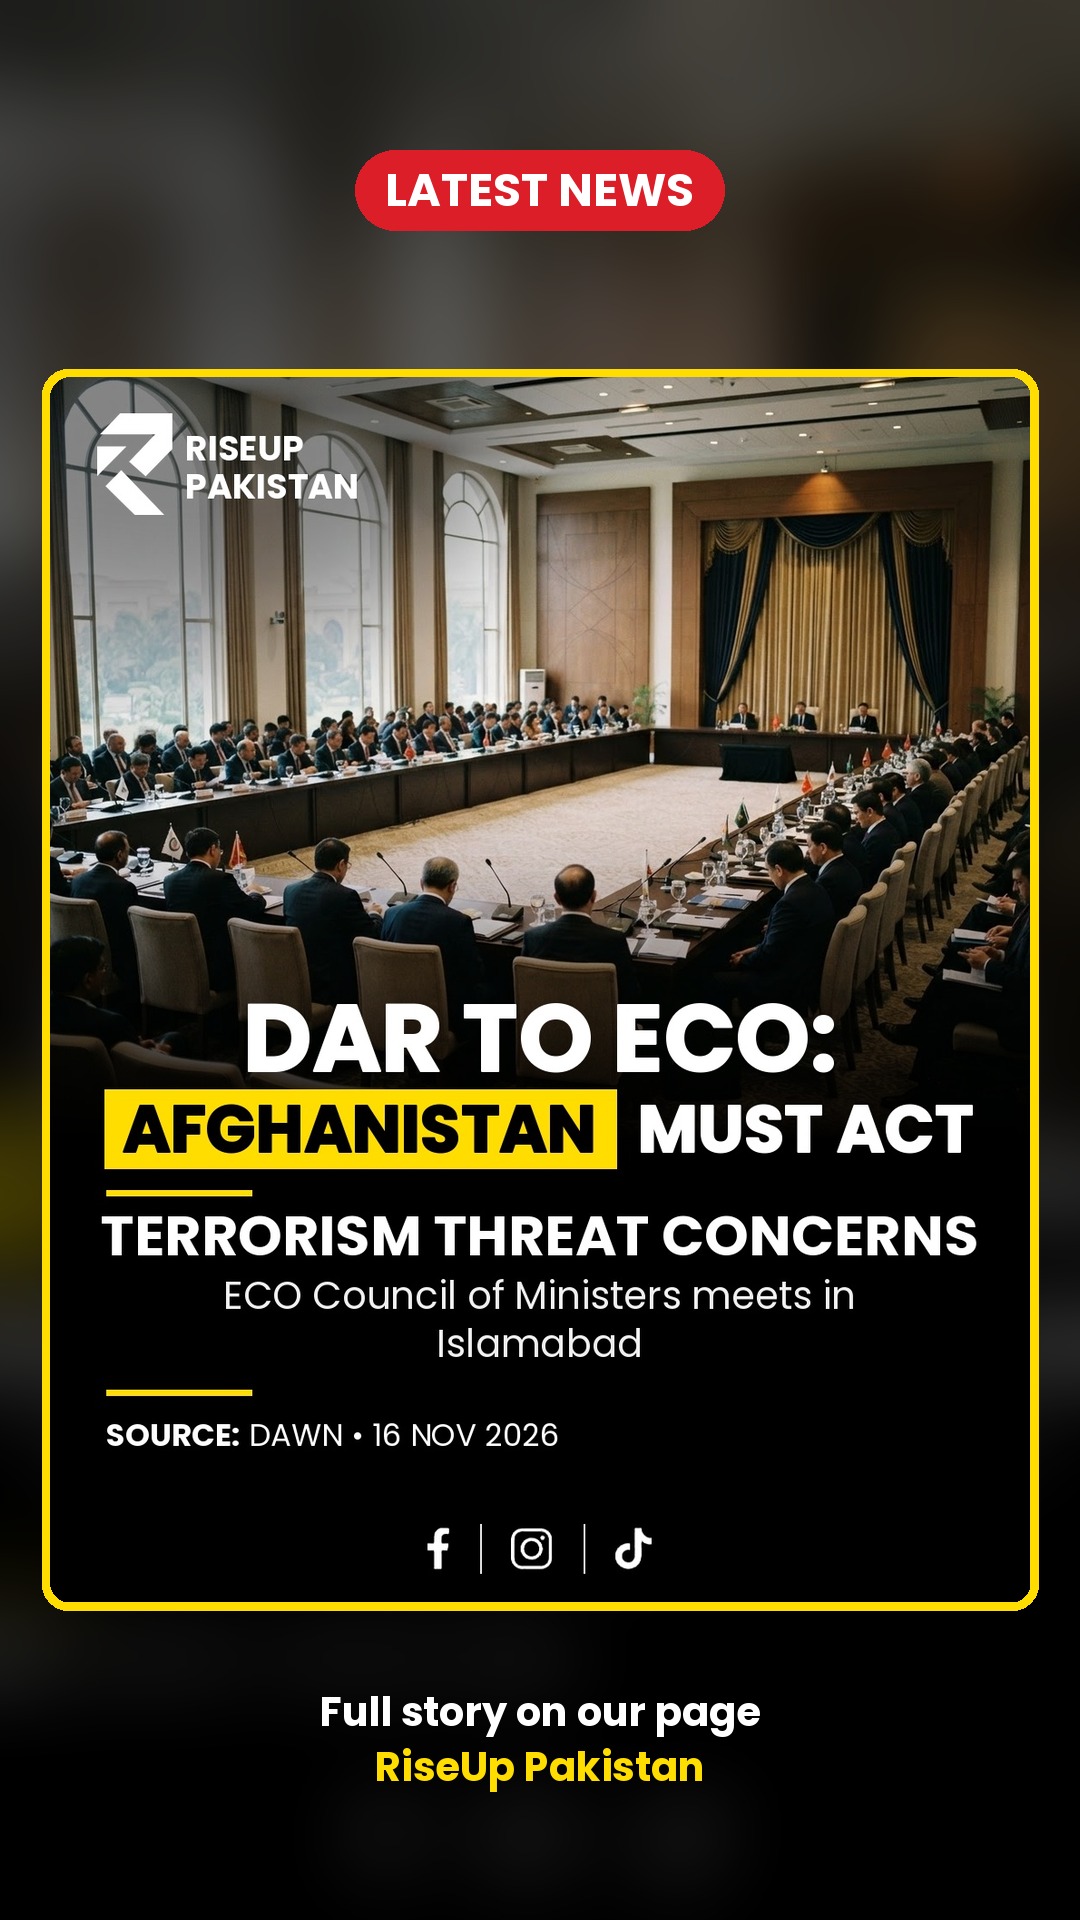 LATEST NEWS
RISEUP
PAKISTAN
DAR TO ECO:
AFGHANISTAN MUST ACT
TERRORISM THREAT CONCERNS
ECO Council of Ministers meets in
Islamabad
SOURCE: DAWN • 16 NOV 2026
Full story on our page
RiseUp Pakistan